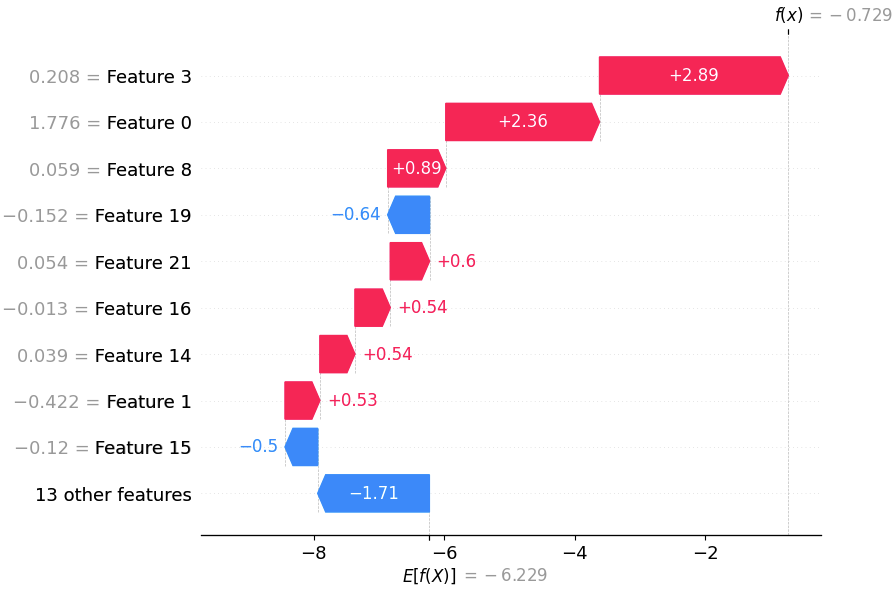 f(x) = −0.729
0.208 = Feature 3 +2.89
1.776 = Feature 0 +2.36
0.059 = Feature 8 +0.89
−0.152 = Feature 19 −0.64
0.054 = Feature 21 +0.6
−0.013 = Feature 16 +0.54
0.039 = Feature 14 +0.54
−0.422 = Feature 1 +0.53
−0.12 = Feature 15 −0.5
13 other features −1.71
−8 −6 −4 −2
E[f(X)] = −6.229